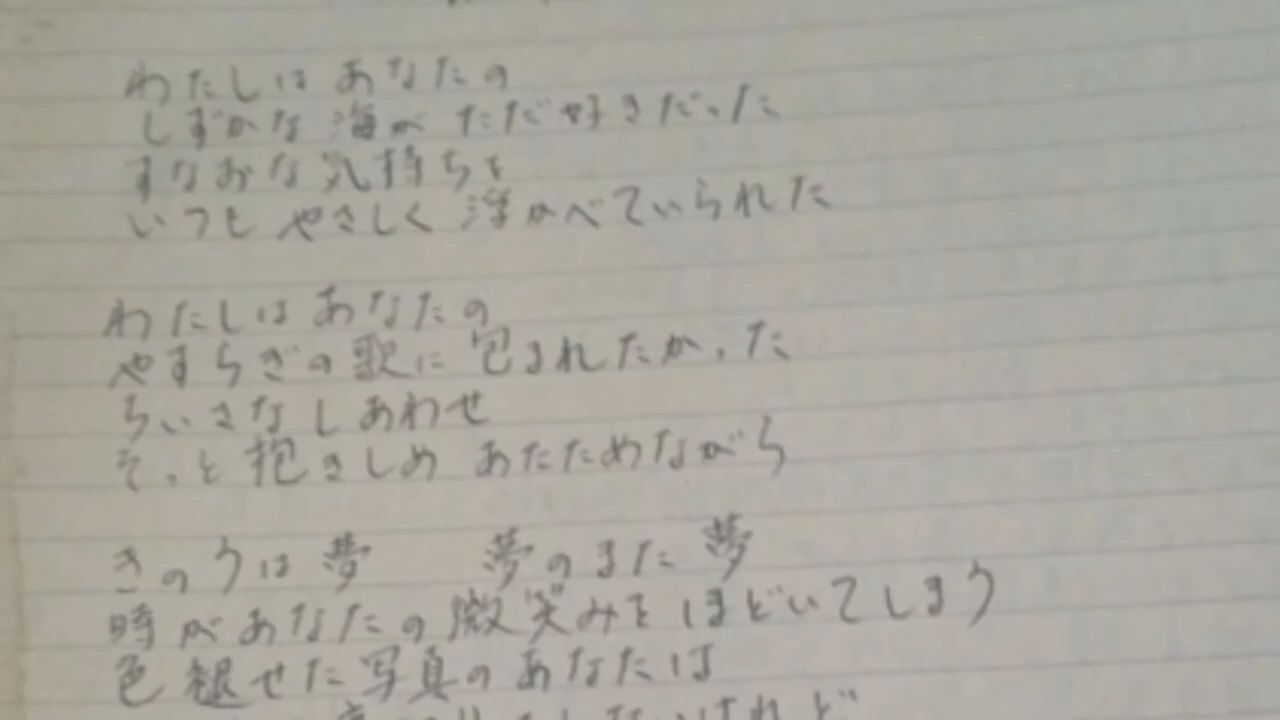 わたしは あなたの
しずかな 海が ただ好きだった
すなおな気持ちを
いつも やさしく 浮かべていられた
わたしは あなたの
やすらぎの歌に 包まれたかった
ちいさなしあわせ
そっと 抱きしめ あたためながら
きのうは夢 夢のまた夢
時があなたの微笑みを ほどいてしまう
色褪せた写真のあなたは